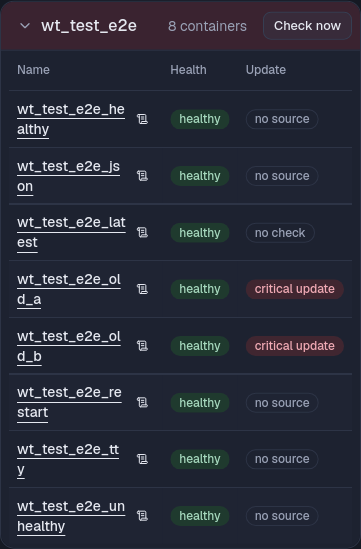 wt_test_e2e 8 containers Check now
Name Health Update
wt_test_e2e_he
althy healthy no source
wt_test_e2e_js
on healthy no source
wt_test_e2e_lat
est healthy no check
wt_test_e2e_ol
d_a healthy critical update
wt_test_e2e_ol
d_b healthy critical update
wt_test_e2e_re
start healthy no source
wt_test_e2e_tt
y healthy no source
wt_test_e2e_un
healthy healthy no source